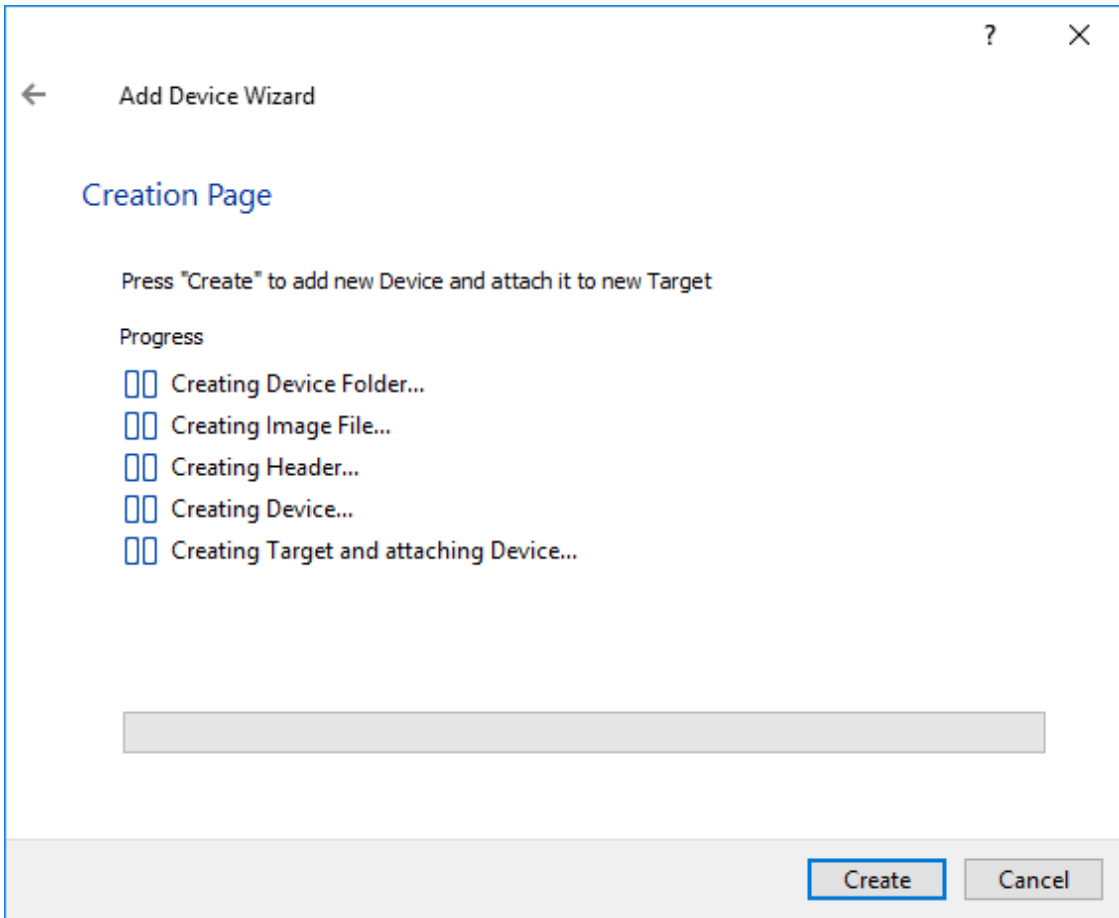 ?
Add Device Wizard
Creation Page
Press "Create" to add new Device and attach it to new Target
Progress
Creating Device Folder...
Creating Image File...
Creating Header...
Creating Device...
Creating Target and attaching Device...
Create Cancel